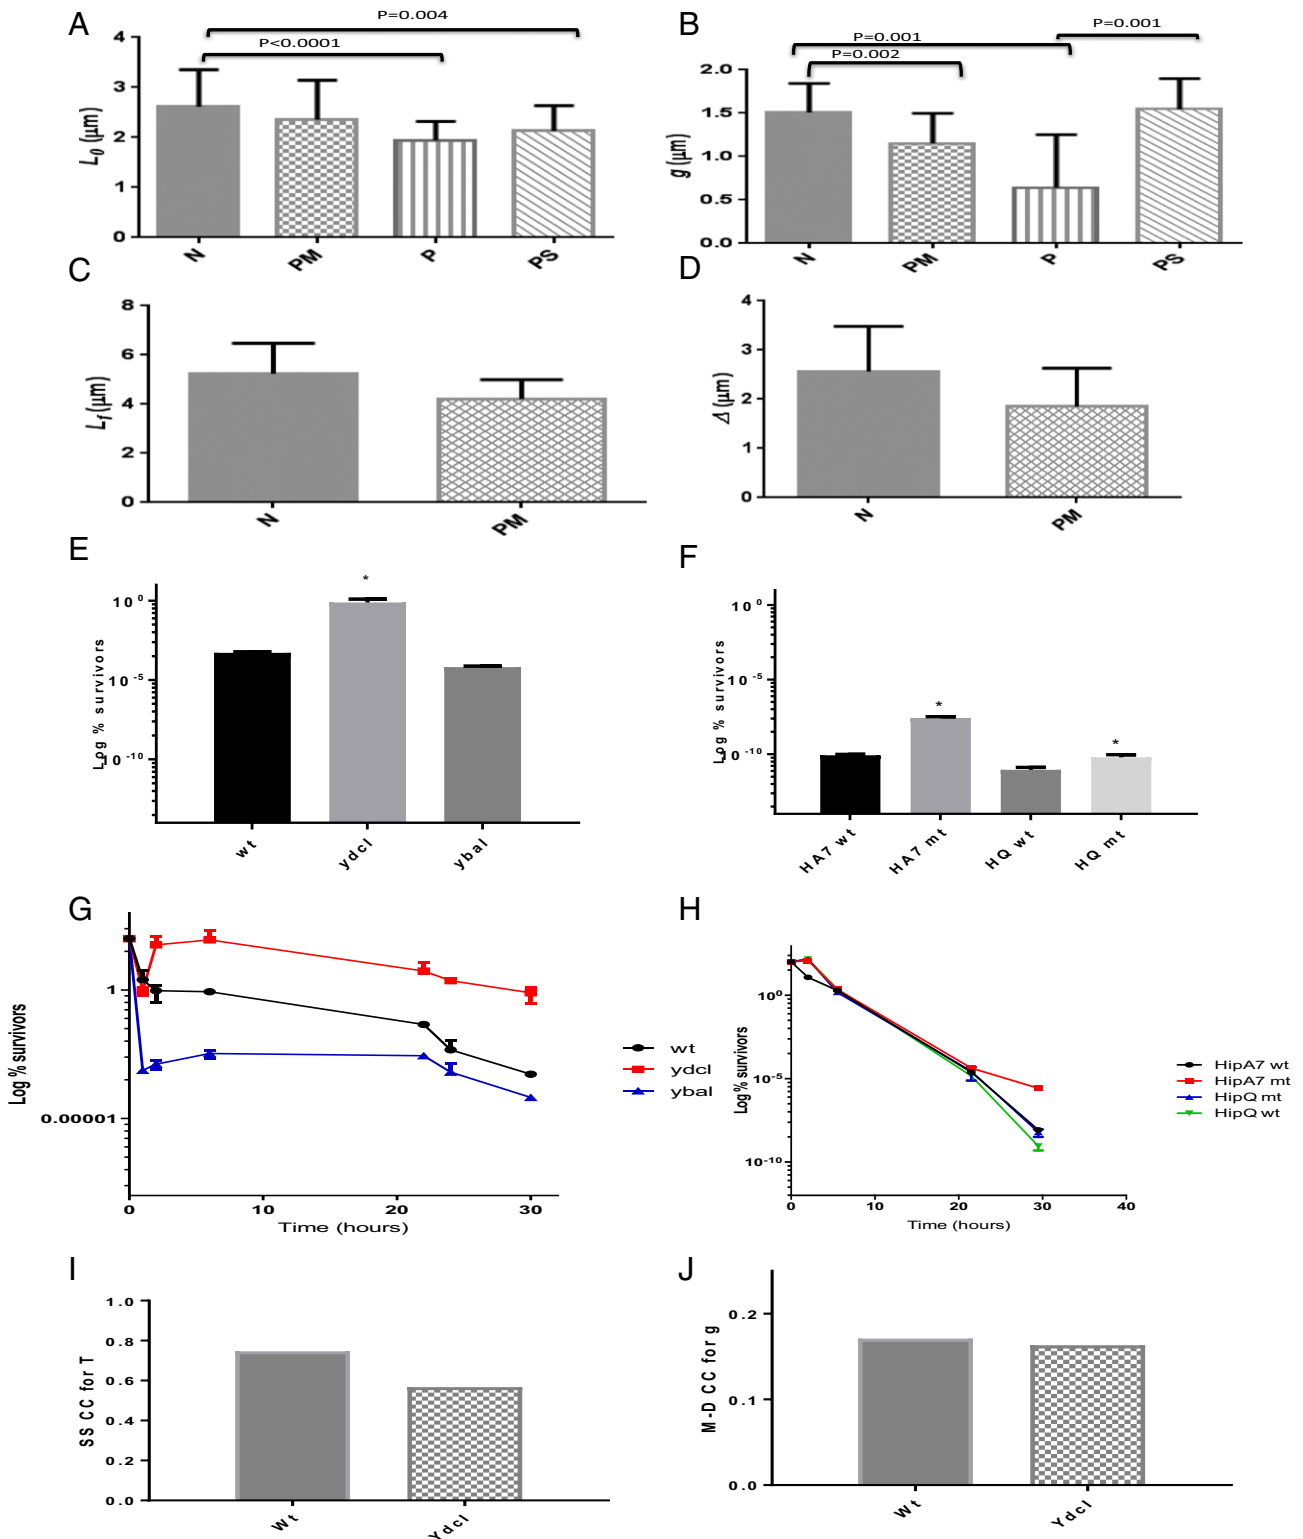 A
P=0.004
P<0.0001
L0 (μm)
4
3
2
1
0
N
PM
P
PS
B
P=0.001
P=0.001
P=0.002
g (μm)
2.0
1.5
1.0
0.5
0.0
N
PM
P
PS
C
Lf (μm)
8
6
4
2
0
N
PM
D
Δ (μm)
4
3
2
1
0
N
PM
E
*
Log % survivors
10 0
10 -5
10 -10
wt
ydcI
ybaI
F
*
*
Log % survivors
10 0
10 -5
10 -10
HA7 wt
HA7 mt
HQ wt
HQ mt
G
Log % survivors
1
0.00001
0
10
20
30
Time (hours)
wt
ydcI
ybaI
H
Log % survivors
10 0
10 -5
10 -10
0
10
20
30
40
Time (hours)
HipA7 wt
HipA7 mt
HipQ mt
HipQ wt
I
SS CC for T
1.0
0.8
0.6
0.4
0.2
0.0
Wt
YdcI
J
M-D CC for g
0.2
0.1
0.0
Wt
YdcI